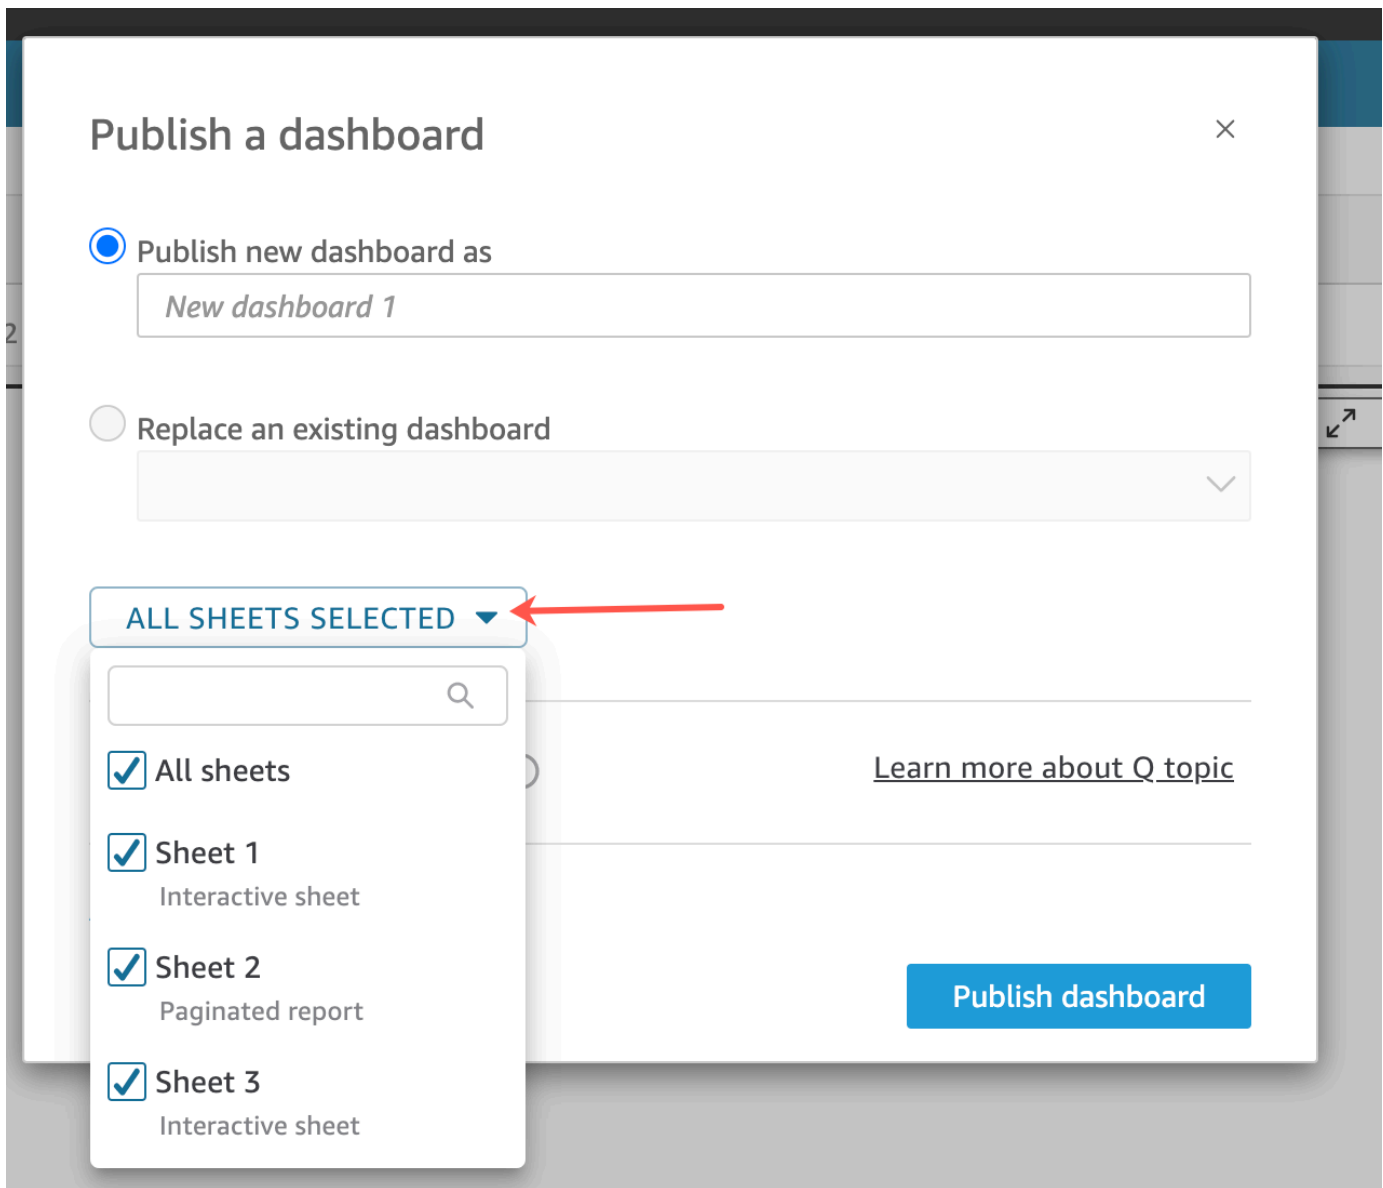 Publish a dashboard
Publish new dashboard as
New dashboard 1
2
Replace an existing dashboard
ALL SHEETS SELECTED
All sheets
Learn more about Q topic
Sheet 1
Interactive sheet
Sheet 2
Paginated report
Publish dashboard
Sheet 3
Interactive sheet